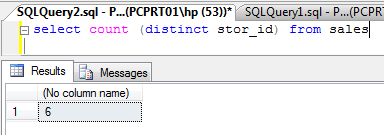 SQLQuery2.sql - P...(PCPRT01\hp (53))* SQLQuery1.sql - P...(PCP
select count (distinct stor_id) from sales
Results Messages
(No column name)
1 6